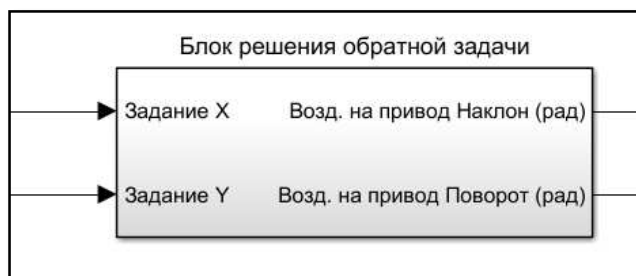 Блок решения обратной задачи
Задание X Возд. на привод Наклон (рад)
Задание Y Возд. на привод Поворот (рад)